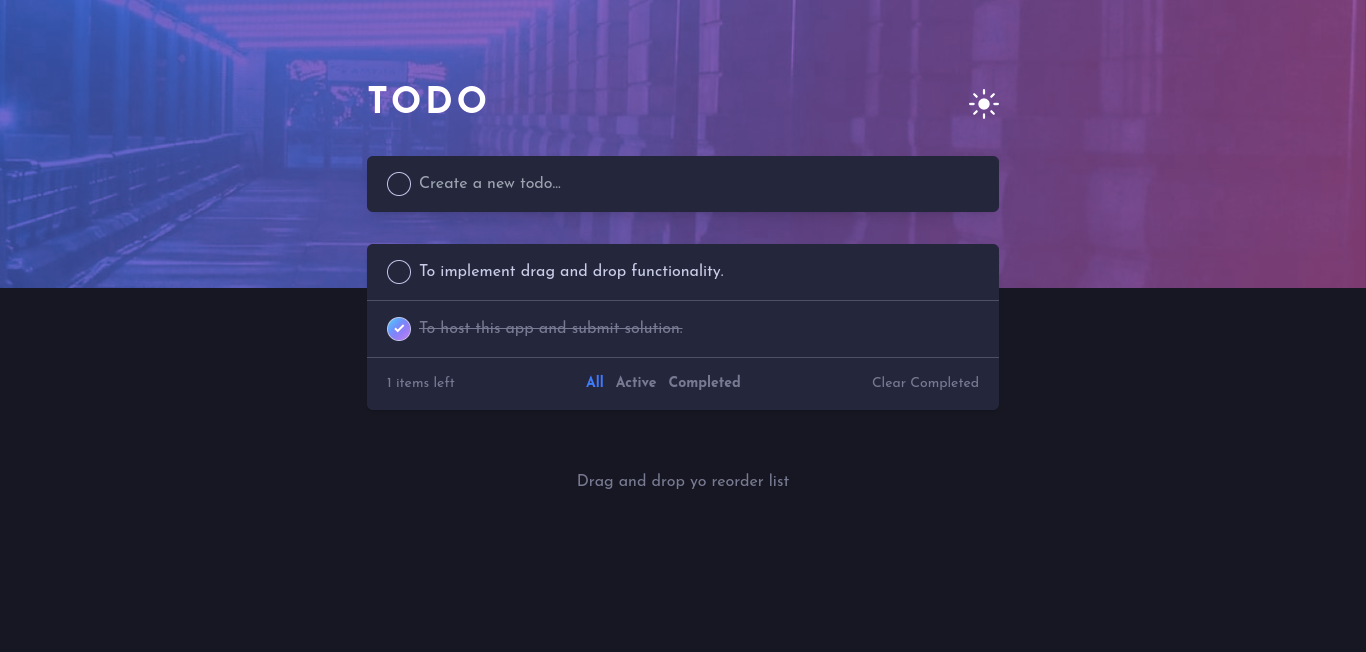 TODO
Create a new todo...
To implement drag and drop functionality.
To host this app and submit solution.
1 items left All Active Completed Clear Completed
Drag and drop yo reorder list